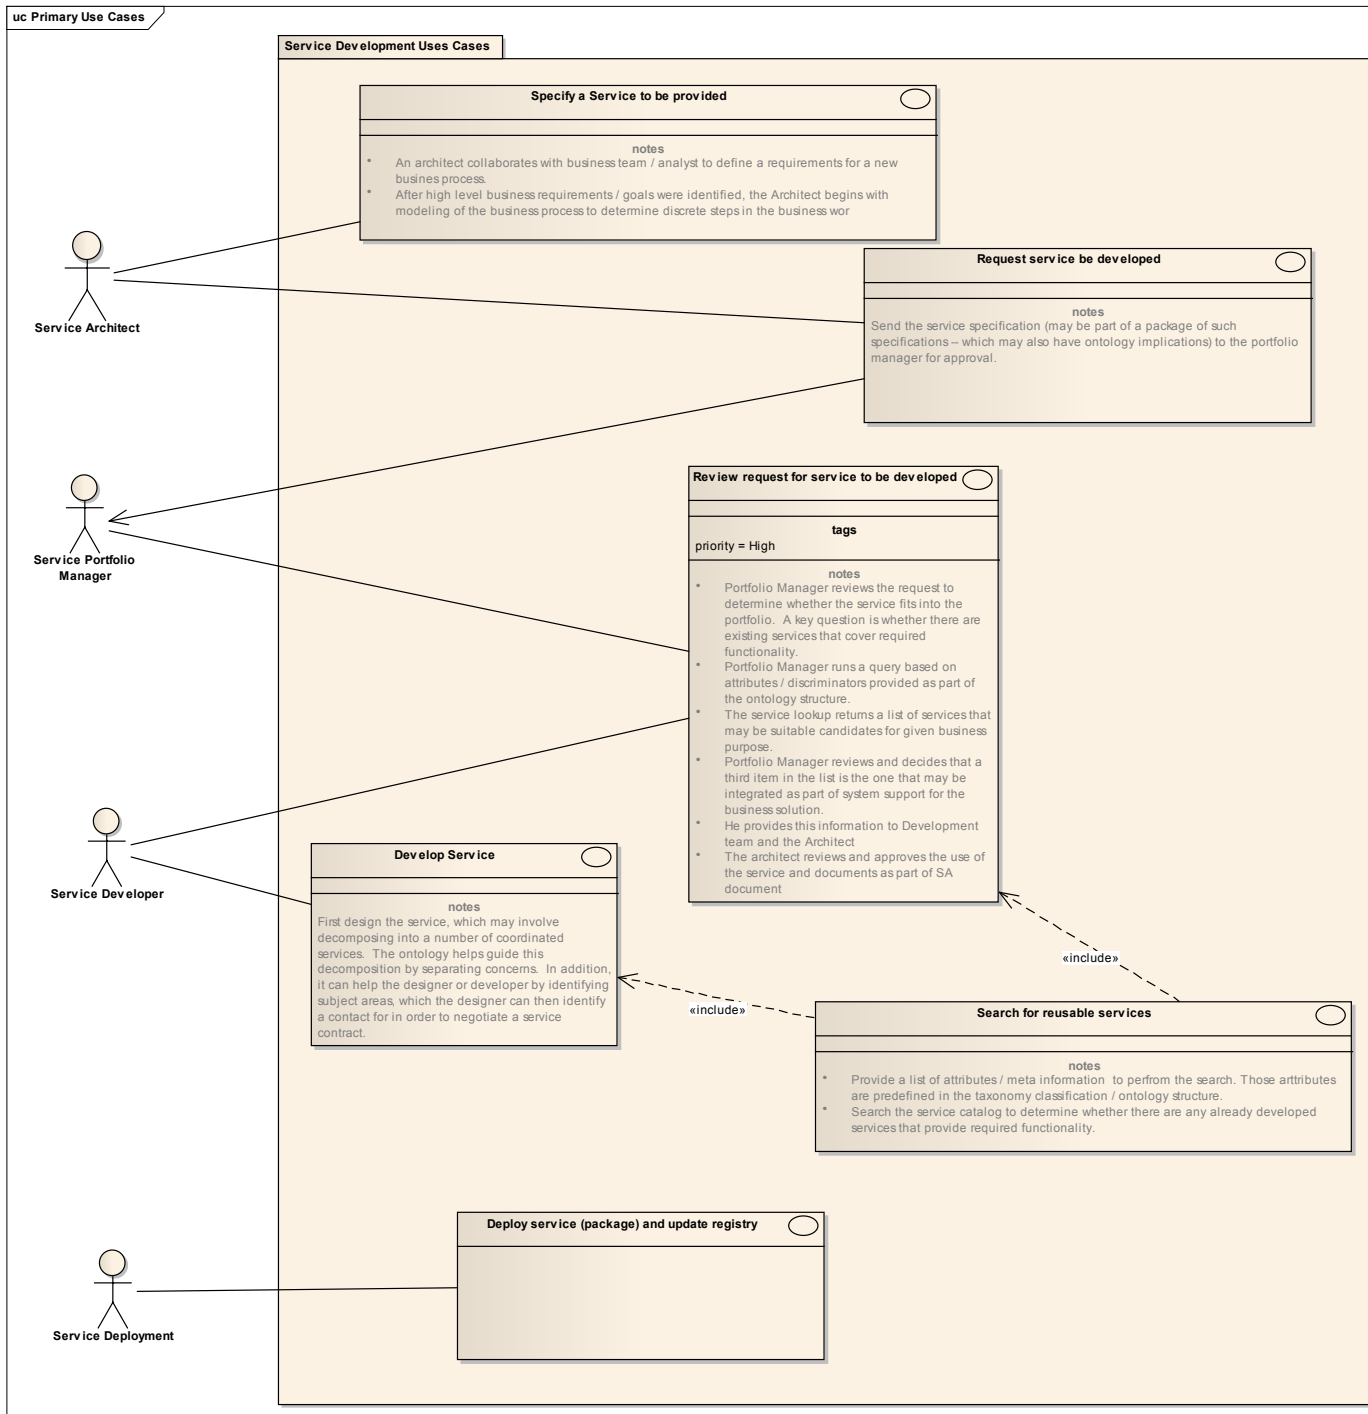 uc Primary Use Cases
Service Development Uses Cases
Specify a Service to be provided
notes
• An architect collaborates with business team / analyst to define a requirements for a new
busines process.
• After high level business requirements / goals were identified, the Architect begins with
modeling of the business process to determine discrete steps in the business wor
Service Architect
Request service be developed
notes
Send the service specification (may be part of a package of such
specifications – which may also have ontology implications) to the portfolio
manager for approval.
Service Portfolio
Manager
Review request for service to be developed
tags
priority = High
notes
• Portfolio Manager reviews the request to
determine whether the service fits into the
portfolio. A key question is whether there are
existing services that cover required
functionality.
• Portfolio Manager runs a query based on
attributes / discriminators provided as part of
the ontology structure.
• The service lookup returns a list of services that
may be suitable candidates for given business
purpose.
• Portfolio Manager reviews and decides that a
third item in the list is the one that may be
integrated as part of system support for the
business solution.
• He provides this information to Development
team and the Architect
• The architect reviews and approves the use of
the service and documents as part of SA
document
Service Developer
Develop Service
notes
First design the service, which may involve
decomposing into a number of coordinated
services. The ontology helps guide this
decomposition by separating concerns. In addition,
it can help the designer or developer by identifying
subject areas, which the designer can then identify
a contact for in order to negotiate a service
contract.
«include»
«include»
Search for reusable services
notes
• Provide a list of attributes / meta information to perfrom the search. Those arttributes
are predefined in the taxonomy classification / ontology structure.
• Search the service catalog to determine whether there are any already developed
services that provide required functionality.
Deploy service (package) and update registry
Service Deployment